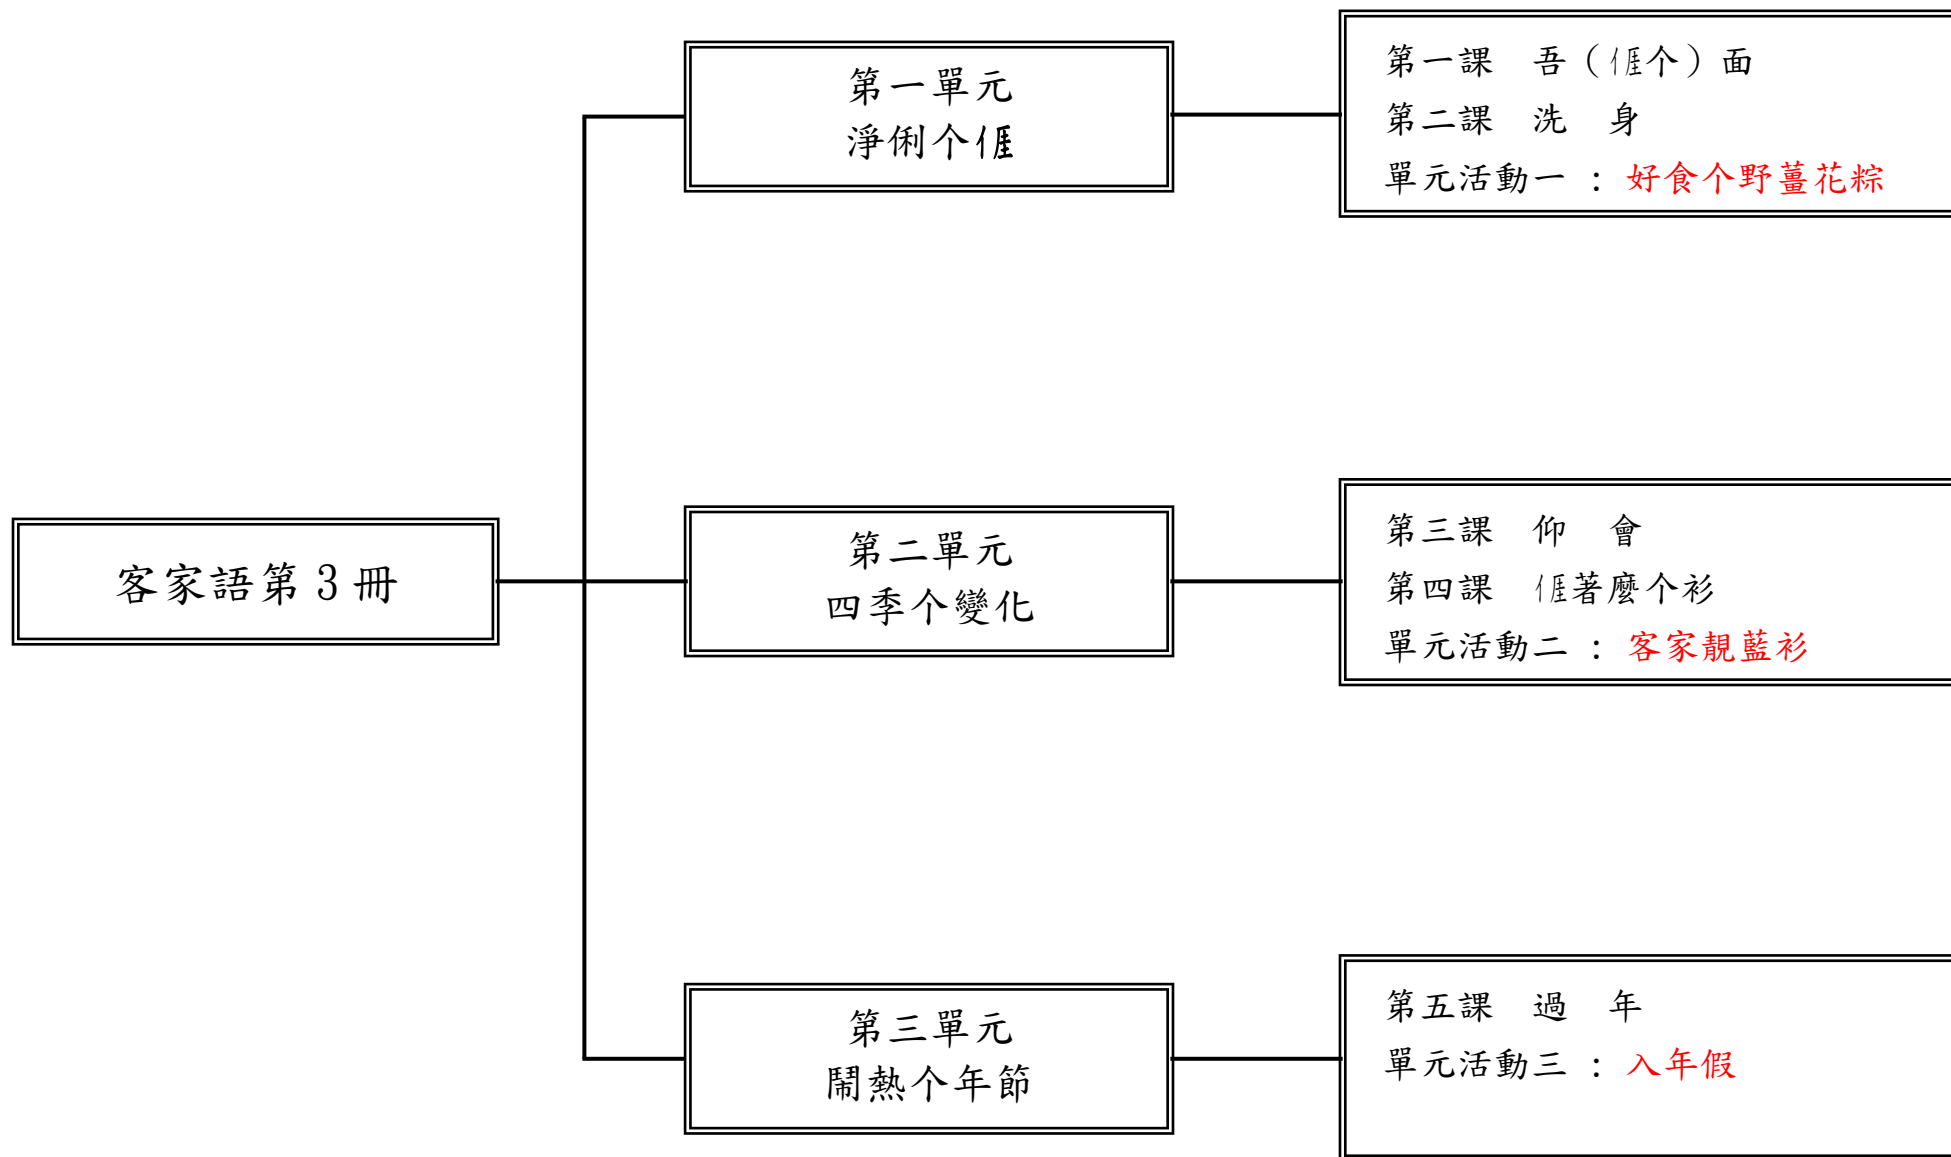 客家語第 3 冊
第一單元
淨俐个𠊎
第一課　吾（𠊎个）面
第二課　洗　身
單元活動一 : 好食个野薑花粽
第二單元
四季个變化
第三課　仰　會
第四課　𠊎著麼个衫
單元活動二 : 客家靚藍衫
第三單元
鬧熱个年節
第五課　過　年
單元活動三 : 入年假